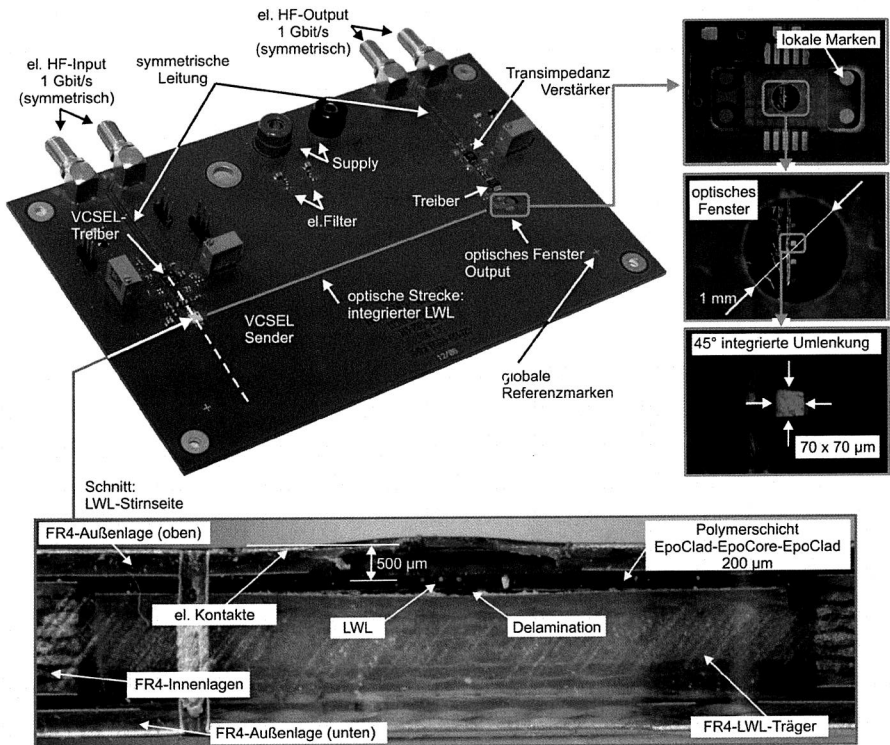 el. HF-Output
1 Gbit/s
(symmetrisch)
el. HF-Input
1 Gbit/s
(symmetrisch)
symmetrische
Leitung
Transimpedanz
Verstärker
lokale Marken
Supply
el.Filter
Treiber
VCSEL-
Treiber
optisches Fenster
Output
optische Strecke:
integrierter LWL
VCSEL
Sender
12/05
globale
Referenzmarken
optisches
Fenster
1 mm
45° integrierte Umlenkung
70 x 70 µm
Schnitt:
LWL-Stirnseite
FR4-Außenlage (oben)
500 µm
Polymerschicht
EpoClad-EpoCore-EpoClad
200 µm
el. Kontakte
LWL
Delamination
FR4-Innenlagen
FR4-LWL-Träger
FR4-Außenlage (unten)